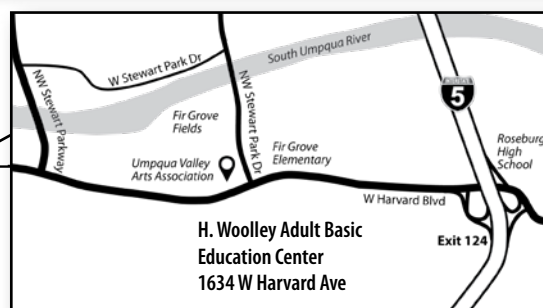 South Umpqua River
W Stewart Park Dr
NW Stewart Parkway
NW Stewart Park Dr
5
Fir Grove
Fields
Umpqua Valley
Arts Association
Fir Grove
Elementary
Roseburg
High
School
W Harvard Blvd
Exit 124
H. Woolley Adult Basic
Education Center
1634 W Harvard Ave